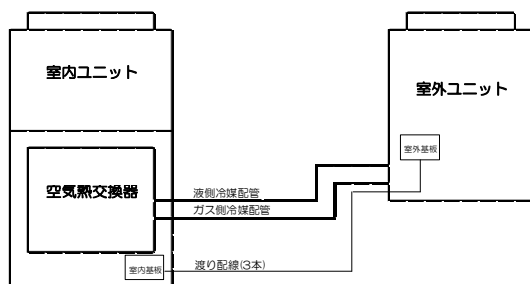 室内ユニット
室外ユニット
室外基板
空気熱交換器
液側冷媒配管
ガス側冷媒配管
室内基板
渡り配線(3本)